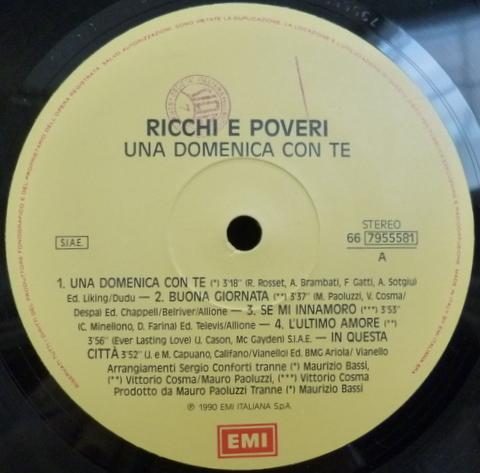 RICCHI E POVERI
UNA DOMENICA CON TE
S.I.A.E.
STEREO
66 7955581
A
1. UNA DOMENICA CON TE (*) 3'18" (R. Rosset, A. Brambati, F. Gatti, A. Sotgiu)
Ed. Liking/Dudu — 2. BUONA GIORNATA (**) 3'37" (M. Paoluzzi, V. Cosma/
Despa) Ed. Chappell/Belriver/Allione — 3. SE MI INNAMORO (***) 3'53"
(C. Minellono, D. Farina) Ed. Televis/Allione — 4. L'ULTIMO AMORE (**)
3'56" (Ever Lasting Love) (J. Cason, Mc Gayden) S.I.A.E. — IN QUESTA
CITTÀ 3'52" (J. e M. Capuano, Califano/Vianello) Ed. BMG Ariola/Vianello
Arrangiamenti Sergio Conforti tranne (*) Maurizio Bassi,
(**) Vittorio Cosma/Mauro Paoluzzi, (***) Vittorio Cosma
Prodotto da Mauro Paoluzzi Tranne (*) Maurizio Bassi
℗ 1990 EMI ITALIANA S.p.A.
EMI